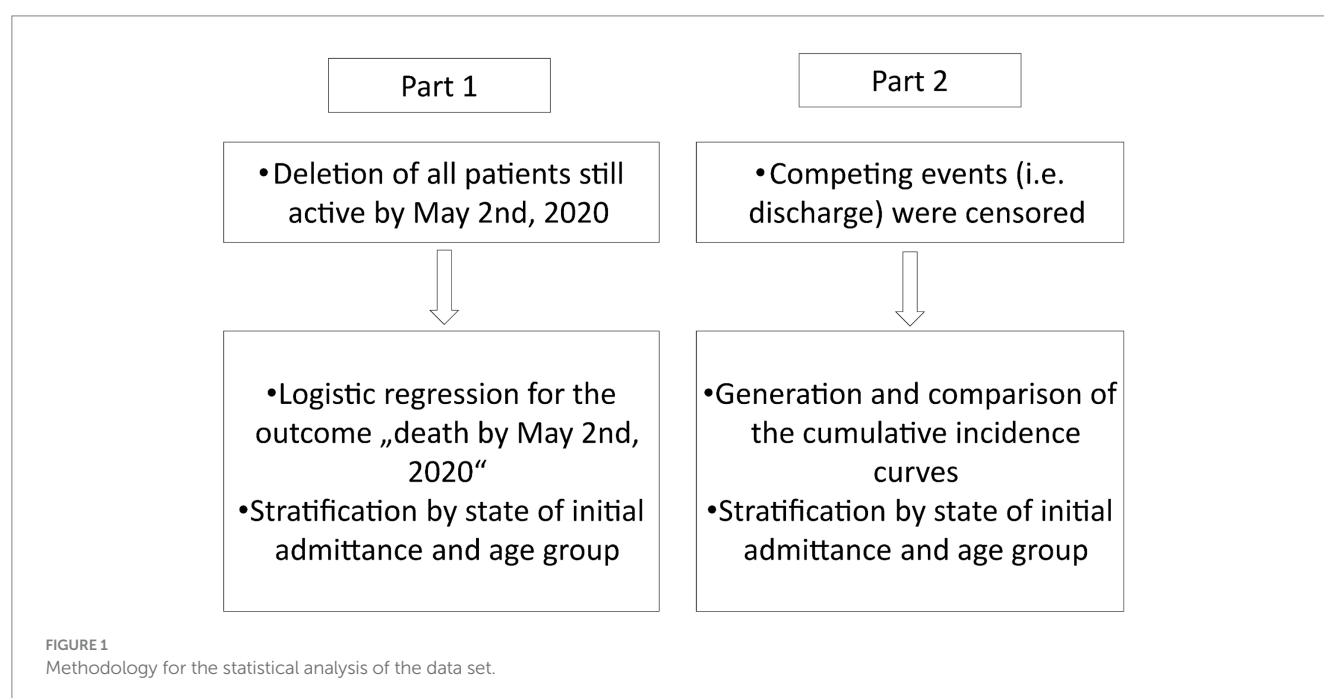 Part 1
•Deletion of all patients still
active by May 2nd, 2020
•Logistic regression for the
outcome „death by May 2nd,
2020“
•Stratification by state of initial
admittance and age group
Part 2
•Competing events (i.e.
discharge) were censored
•Generation and comparison of
the cumulative incidence
curves
•Stratification by state of initial
admittance and age group
FIGURE 1
Methodology for the statistical analysis of the data set.